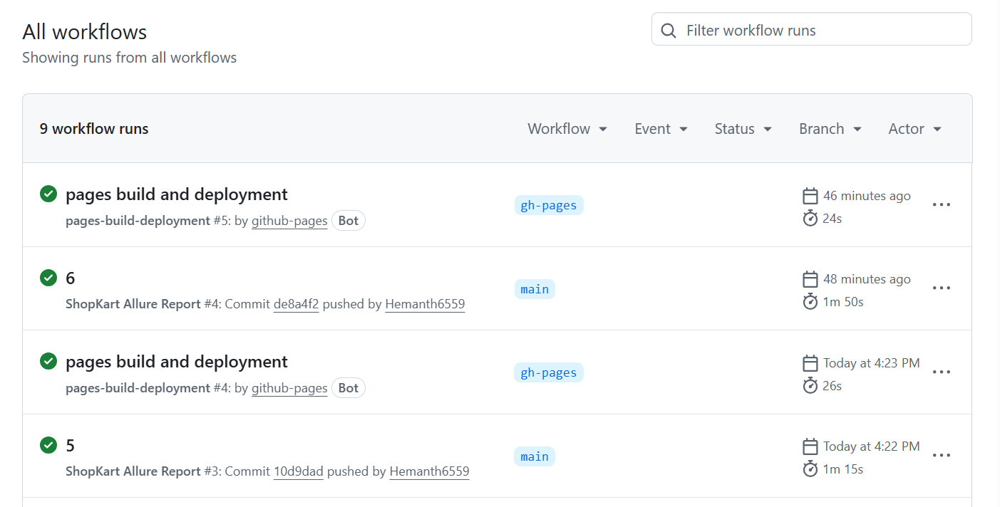 All workflows
Filter workflow runs
Showing runs from all workflows
9 workflow runs
Workflow
Event
Status
Branch
Actor
pages build and deployment
pages-build-deployment #5: by github-pages Bot
gh-pages
46 minutes ago
24s
6
ShopKart Allure Report #4: Commit de8a4f2 pushed by Hemanth6559
main
48 minutes ago
1m 50s
pages build and deployment
pages-build-deployment #4: by github-pages Bot
gh-pages
Today at 4:23 PM
26s
5
ShopKart Allure Report #3: Commit 10d9dad pushed by Hemanth6559
main
Today at 4:22 PM
1m 15s